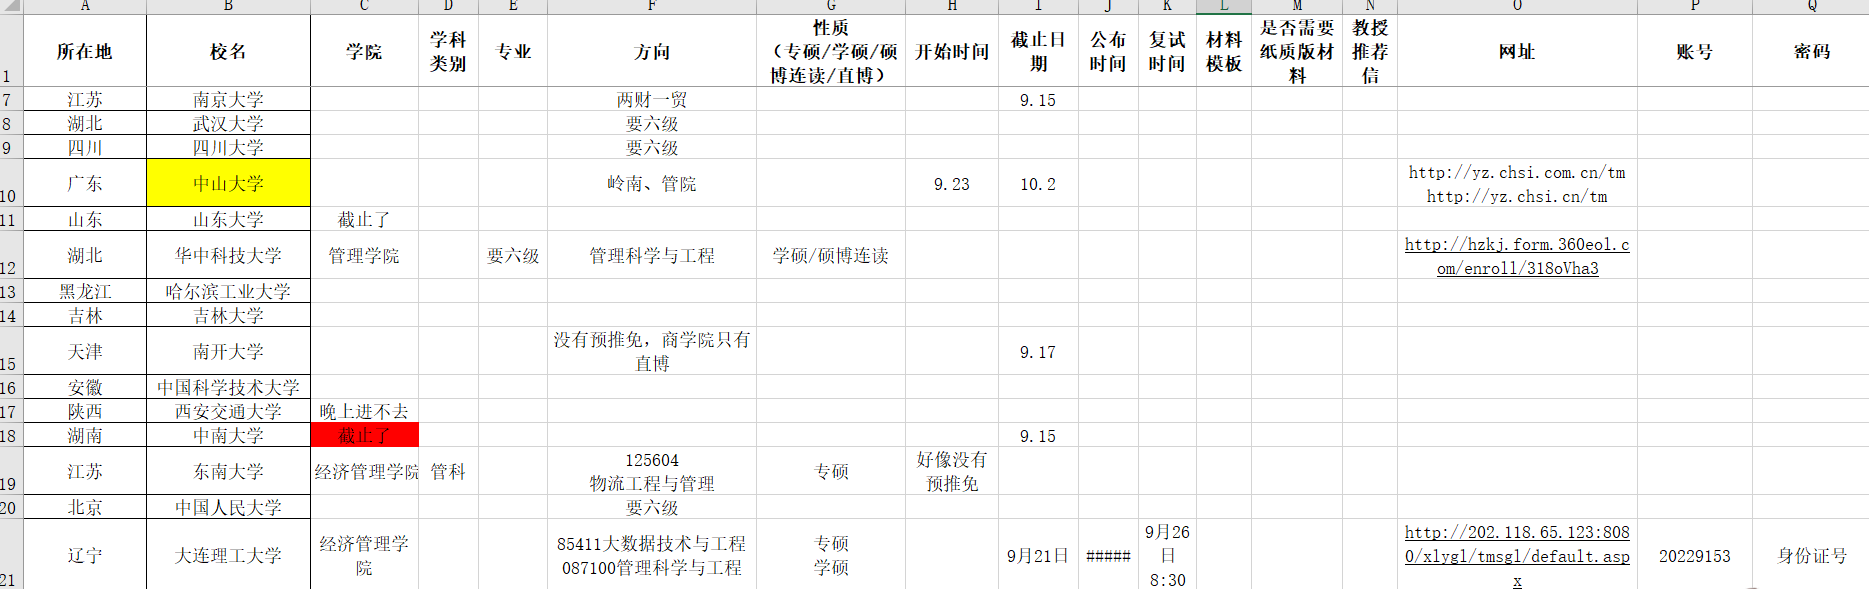 A B C D E F G H I J K L M N O P Q
1 所在地 校名 学院 学科类别 专业 方向 性质（专硕/学硕/硕博连读/直博） 开始时间 截止日期 公布时间 复试时间 材料模板 是否需要纸质版材料 教授推荐信 网址 账号 密码
7 江苏 南京大学 两财一贸 9.15
8 湖北 武汉大学 要六级
9 四川 四川大学 要六级
10 广东 中山大学 岭南、管院 9.23 10.2 http://yz.chsi.com.cn/tm http://yz.chsi.cn/tm
11 山东 山东大学 截止了
12 湖北 华中科技大学 管理学院 要六级 管理科学与工程 学硕/硕博连读 http://hzkj.form.360eol.com/enroll/318oVha3
13 黑龙江 哈尔滨工业大学
14 吉林 吉林大学
15 天津 南开大学 没有预推免，商学院只有直博 9.17
16 安徽 中国科学技术大学
17 陕西 西安交通大学 晚上进不去
18 湖南 中南大学 截止了 9.15
19 江苏 东南大学 经济管理学院 管科 125604 物流工程与管理 专硕 好像没有预推免
20 北京 中国人民大学 要六级
21 辽宁 大连理工大学 经济管理学院 85411大数据技术与工程 087100管理科学与工程 专硕 学硕 9月21日 ##### 9月26日 8:30 http://202.118.65.123:8080/xlygl/tmsgl/default.aspx 20229153 身份证号